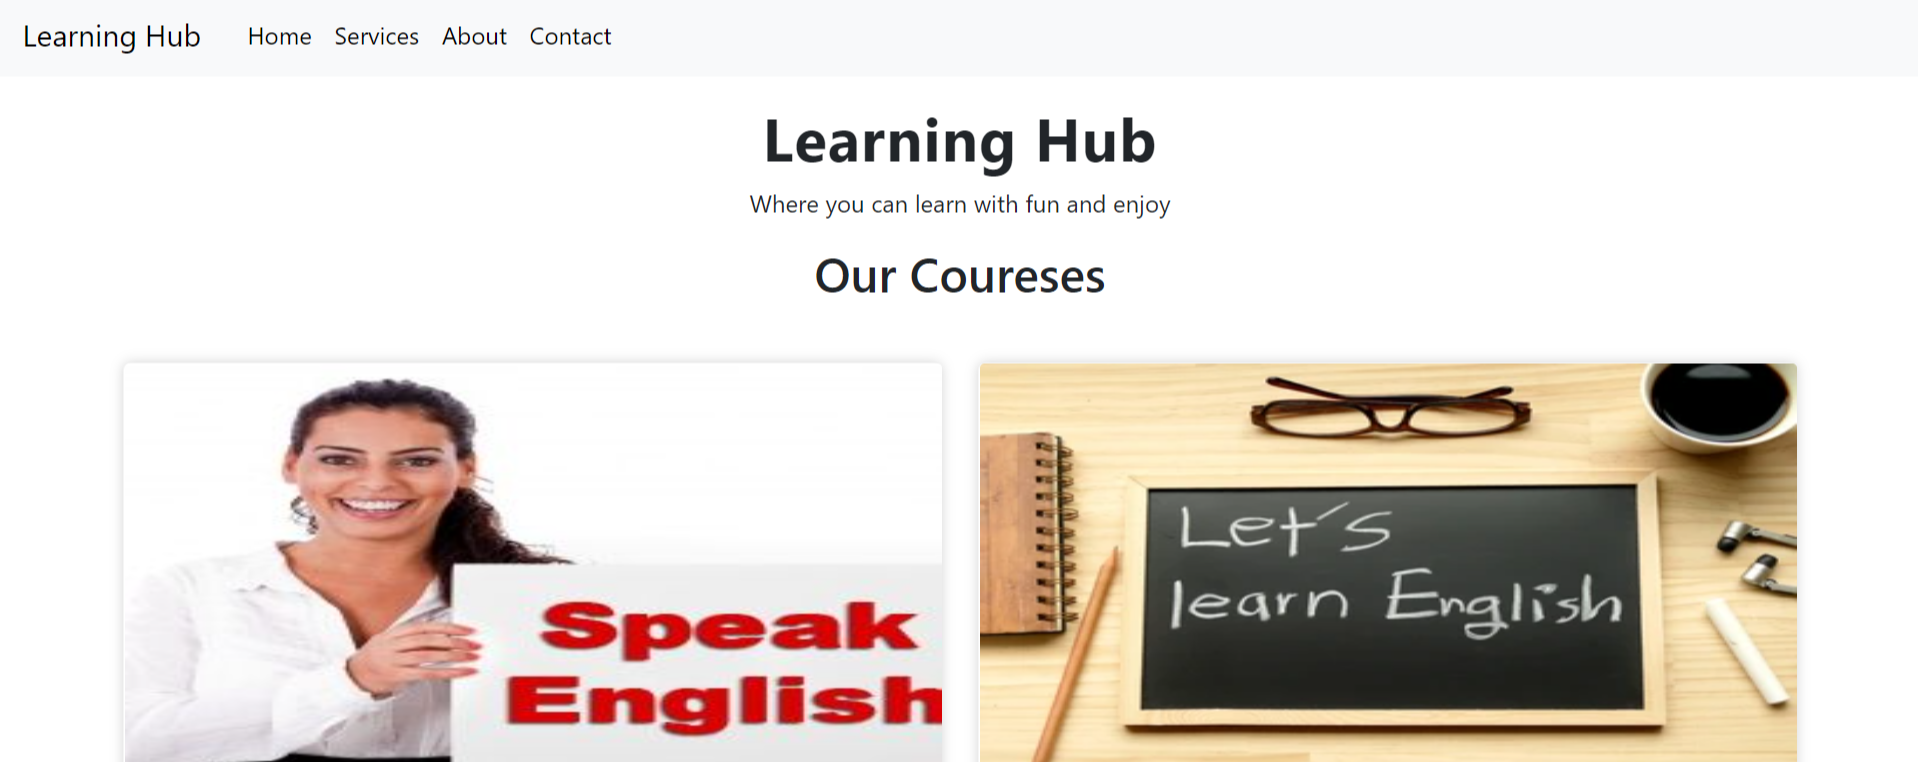 Learning Hub Home Services About Contact
Learning Hub
Where you can learn with fun and enjoy
Our Coureses
Speak
English
Let's
learn English